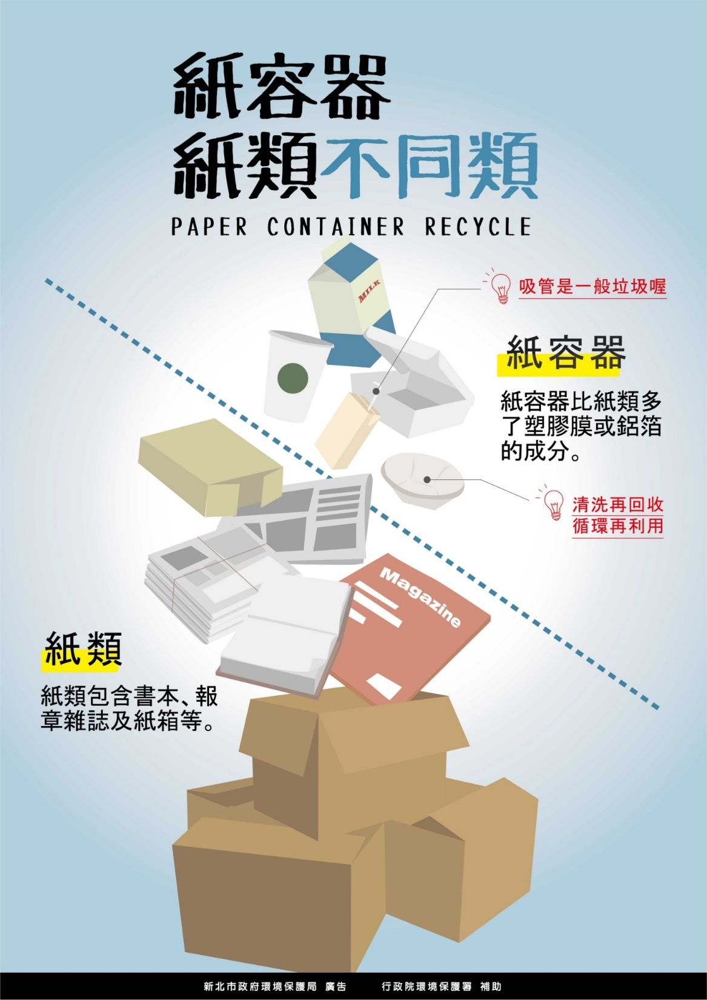 紙容器
紙類不同類
PAPER CONTAINER RECYCLE
MILK
吸管是一般垃圾喔
紙容器
紙容器比紙類多
了塑膠膜或鋁箔
的成分。
清洗再回收
循環再利用
Magazine
紙類
紙類包含書本、報
章雜誌及紙箱等。
新北市政府環境保護局 廣告 行政院環境保護署 補助